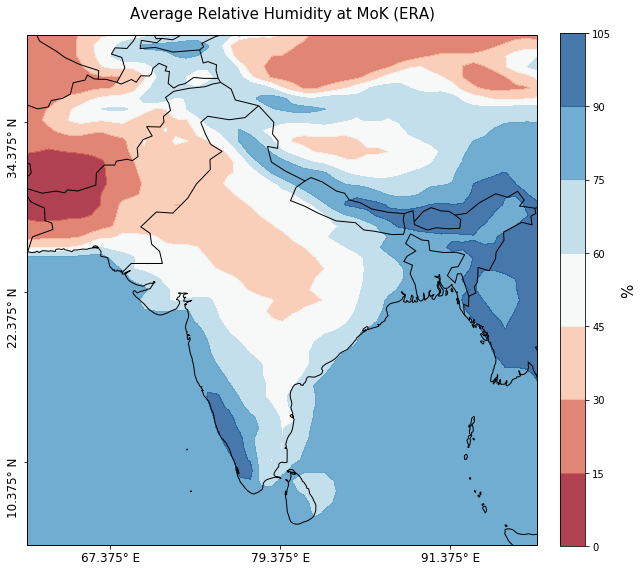 Average Relative Humidity at MoK (ERA)
34.375° N
22.375° N
10.375° N
67.375° E
79.375° E
91.375° E
105
90
75
60
45
30
15
0
%